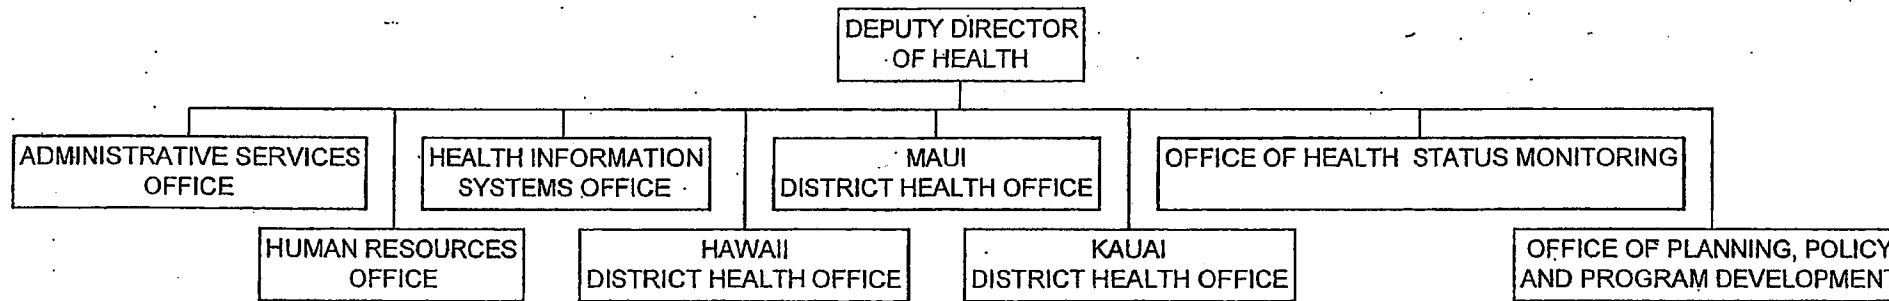 DEPUTY DIRECTOR
OF HEALTH
ADMINISTRATIVE SERVICES
OFFICE
HEALTH INFORMATION
SYSTEMS OFFICE
MAUI
DISTRICT HEALTH OFFICE
OFFICE OF HEALTH STATUS MONITORING
HUMAN RESOURCES
OFFICE
HAWAII
DISTRICT HEALTH OFFICE
KAUAI
DISTRICT HEALTH OFFICE
OFFICE OF PLANNING, POLICY
AND PROGRAM DEVELOPMENT